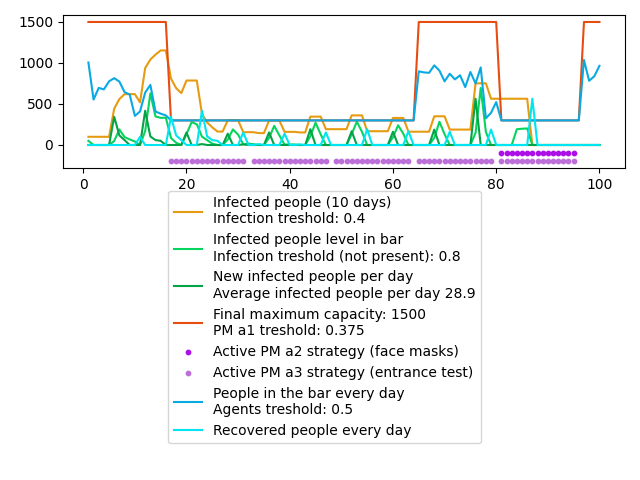 1500
1000
500
0
0
20
40
60
80
100
Infected people (10 days)
Infection treshold: 0.4
Infected people level in bar
Infection treshold (not present): 0.8
New infected people per day
Average infected people per day 28.9
Final maximum capacity: 1500
PM a1 treshold: 0.375
Active PM a2 strategy (face masks)
Active PM a3 strategy (entrance test)
People in the bar every day
Agents treshold: 0.5
Recovered people every day